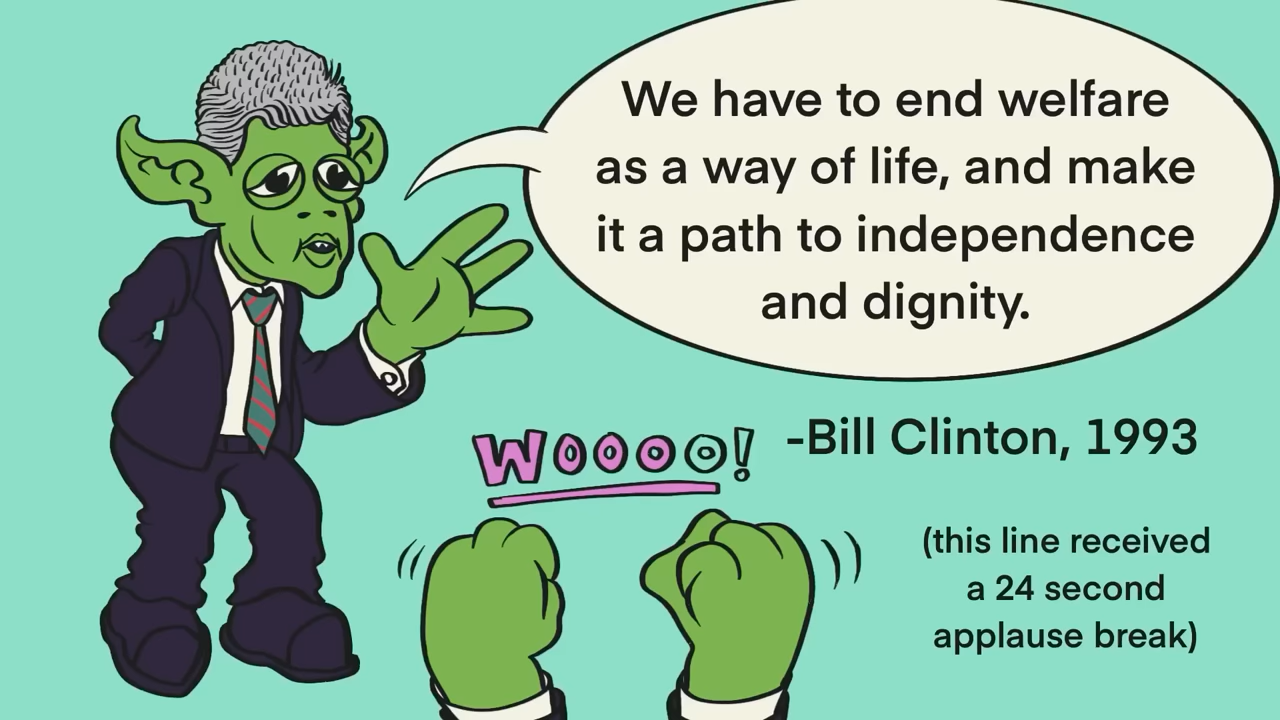 We have to end welfare
as a way of life, and make
it a path to independence
and dignity.
-Bill Clinton, 1993
WOOOO!
(this line received
a 24 second
applause break)